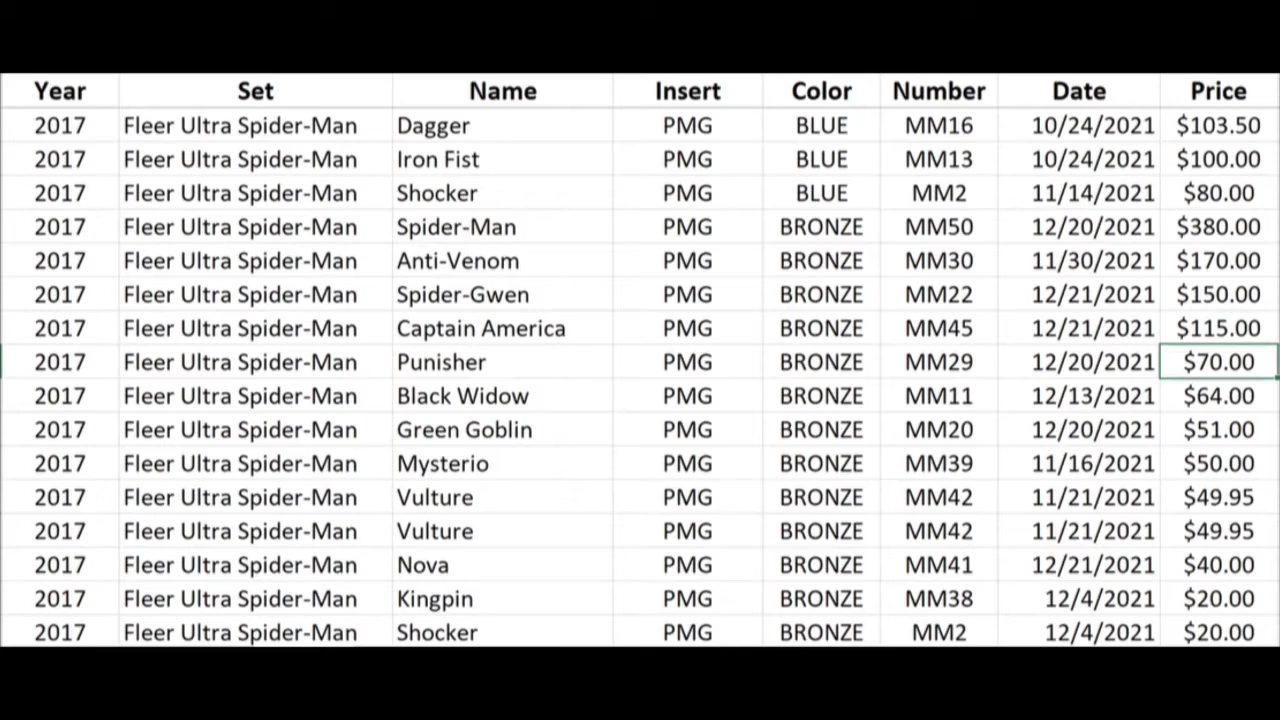 Year Set Name Insert Color Number Date Price
2017 Fleer Ultra Spider-Man Dagger PMG BLUE MM16 10/24/2021 $103.50
2017 Fleer Ultra Spider-Man Iron Fist PMG BLUE MM13 10/24/2021 $100.00
2017 Fleer Ultra Spider-Man Shocker PMG BLUE MM2 11/14/2021 $80.00
2017 Fleer Ultra Spider-Man Spider-Man PMG BRONZE MM50 12/20/2021 $380.00
2017 Fleer Ultra Spider-Man Anti-Venom PMG BRONZE MM30 11/30/2021 $170.00
2017 Fleer Ultra Spider-Man Spider-Gwen PMG BRONZE MM22 12/21/2021 $150.00
2017 Fleer Ultra Spider-Man Captain America PMG BRONZE MM45 12/21/2021 $115.00
2017 Fleer Ultra Spider-Man Punisher PMG BRONZE MM29 12/20/2021 $70.00
2017 Fleer Ultra Spider-Man Black Widow PMG BRONZE MM11 12/13/2021 $64.00
2017 Fleer Ultra Spider-Man Green Goblin PMG BRONZE MM20 12/20/2021 $51.00
2017 Fleer Ultra Spider-Man Mysterio PMG BRONZE MM39 11/16/2021 $50.00
2017 Fleer Ultra Spider-Man Vulture PMG BRONZE MM42 11/21/2021 $49.95
2017 Fleer Ultra Spider-Man Vulture PMG BRONZE MM42 11/21/2021 $49.95
2017 Fleer Ultra Spider-Man Nova PMG BRONZE MM41 12/21/2021 $40.00
2017 Fleer Ultra Spider-Man Kingpin PMG BRONZE MM38 12/4/2021 $20.00
2017 Fleer Ultra Spider-Man Shocker PMG BRONZE MM2 12/4/2021 $20.00